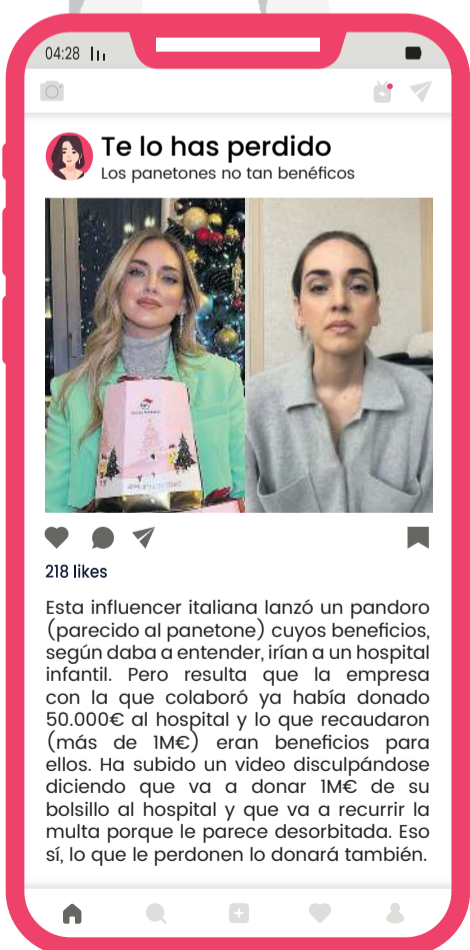 04:28
Te lo has perdido
Los panetones no tan benéficos
218 likes
Esta influencer italiana lanzó un pandoro
(parecido al panetone) cuyos beneficios,
según daba a entender, irían a un hospital
infantil. Pero resulta que la empresa
con la que colaboró ya había donado
50.000€ al hospital y lo que recaudaron
(más de 1M€) eran beneficios para
ellos. Ha subido un video disculpándose
diciendo que va a donar 1M€ de su
bolsillo al hospital y que va a recurrir la
multa porque le parece desorbitada. Eso
sí, lo que le perdonen lo donará también.